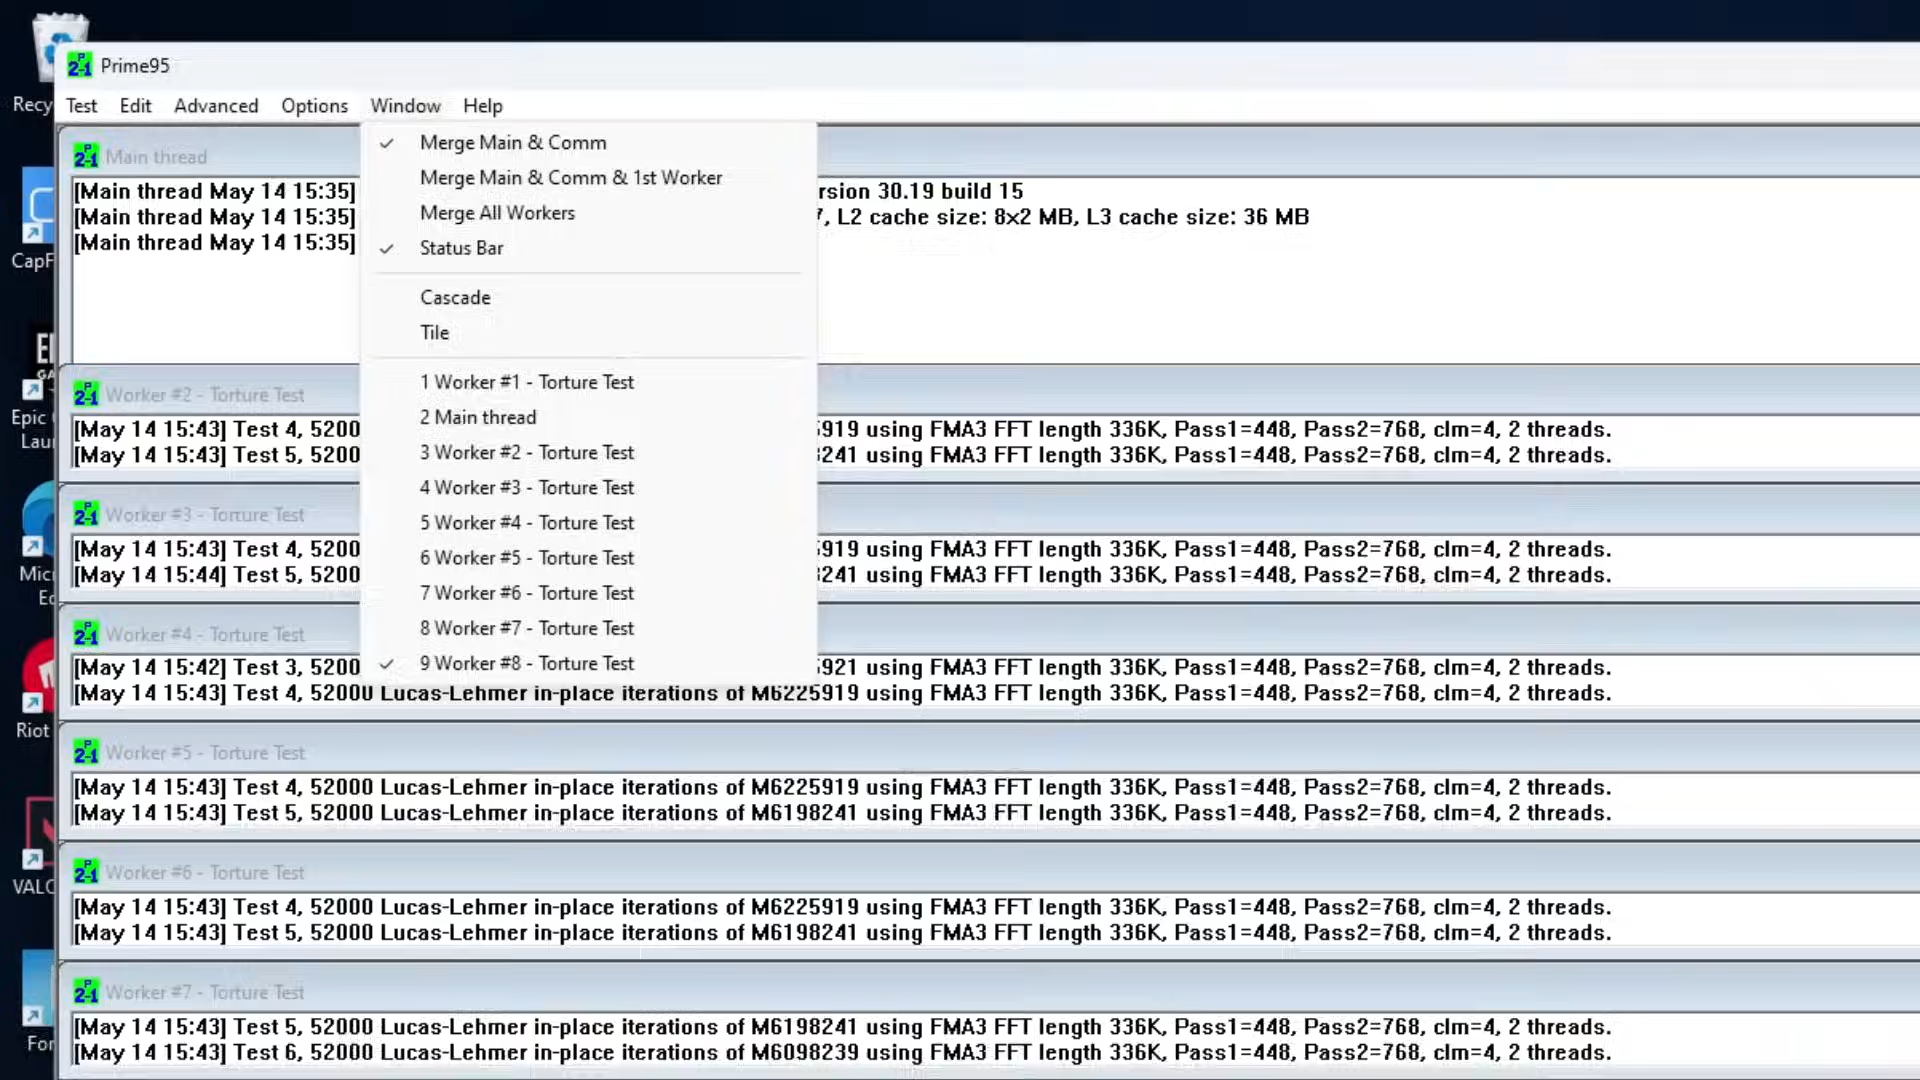 Prime95
Test Edit Advanced Options Window Help
Recy
Merge Main & Comm
Merge Main & Comm & 1st Worker
Merge All Workers
Status Bar
Cascade
Tile
1 Worker #1 - Torture Test
2 Main thread
3 Worker #2 - Torture Test
4 Worker #3 - Torture Test
5 Worker #4 - Torture Test
6 Worker #5 - Torture Test
7 Worker #6 - Torture Test
8 Worker #7 - Torture Test
9 Worker #8 - Torture Test
Main thread
[Main thread May 14 15:35] rsion 30.19 build 15
[Main thread May 14 15:35] , L2 cache size: 8x2 MB, L3 cache size: 36 MB
[Main thread May 14 15:35]
CapF
Epic
Lau
Worker #2 - Torture Test
[May 14 15:43] Test 4, 5200 5919 using FMA3 FFT length 336K, Pass1=448, Pass2=768, clm=4, 2 threads.
[May 14 15:43] Test 5, 5200 241 using FMA3 FFT length 336K, Pass1=448, Pass2=768, clm=4, 2 threads.
Worker #3 - Torture Test
[May 14 15:43] Test 4, 5200 5919 using FMA3 FFT length 336K, Pass1=448, Pass2=768, clm=4, 2 threads.
[May 14 15:44] Test 5, 5200 241 using FMA3 FFT length 336K, Pass1=448, Pass2=768, clm=4, 2 threads.
Micr
Ed
Worker #4 - Torture Test
[May 14 15:42] Test 3, 5200 5921 using FMA3 FFT length 336K, Pass1=448, Pass2=768, clm=4, 2 threads.
[May 14 15:43] Test 4, 52000 Lucas-Lehmer in-place iterations of M6225919 using FMA3 FFT length 336K, Pass1=448, Pass2=768, clm=4, 2 threads.
Riot
Worker #5 - Torture Test
[May 14 15:43] Test 4, 52000 Lucas-Lehmer in-place iterations of M6225919 using FMA3 FFT length 336K, Pass1=448, Pass2=768, clm=4, 2 threads.
[May 14 15:43] Test 5, 52000 Lucas-Lehmer in-place iterations of M6198241 using FMA3 FFT length 336K, Pass1=448, Pass2=768, clm=4, 2 threads.
VALO
Worker #6 - Torture Test
[May 14 15:43] Test 4, 52000 Lucas-Lehmer in-place iterations of M6225919 using FMA3 FFT length 336K, Pass1=448, Pass2=768, clm=4, 2 threads.
[May 14 15:43] Test 5, 52000 Lucas-Lehmer in-place iterations of M6198241 using FMA3 FFT length 336K, Pass1=448, Pass2=768, clm=4, 2 threads.
Worker #7 - Torture Test
[May 14 15:43] Test 5, 52000 Lucas-Lehmer in-place iterations of M6198241 using FMA3 FFT length 336K, Pass1=448, Pass2=768, clm=4, 2 threads.
[May 14 15:43] Test 6, 52000 Lucas-Lehmer in-place iterations of M6098239 using FMA3 FFT length 336K, Pass1=448, Pass2=768, clm=4, 2 threads.
For